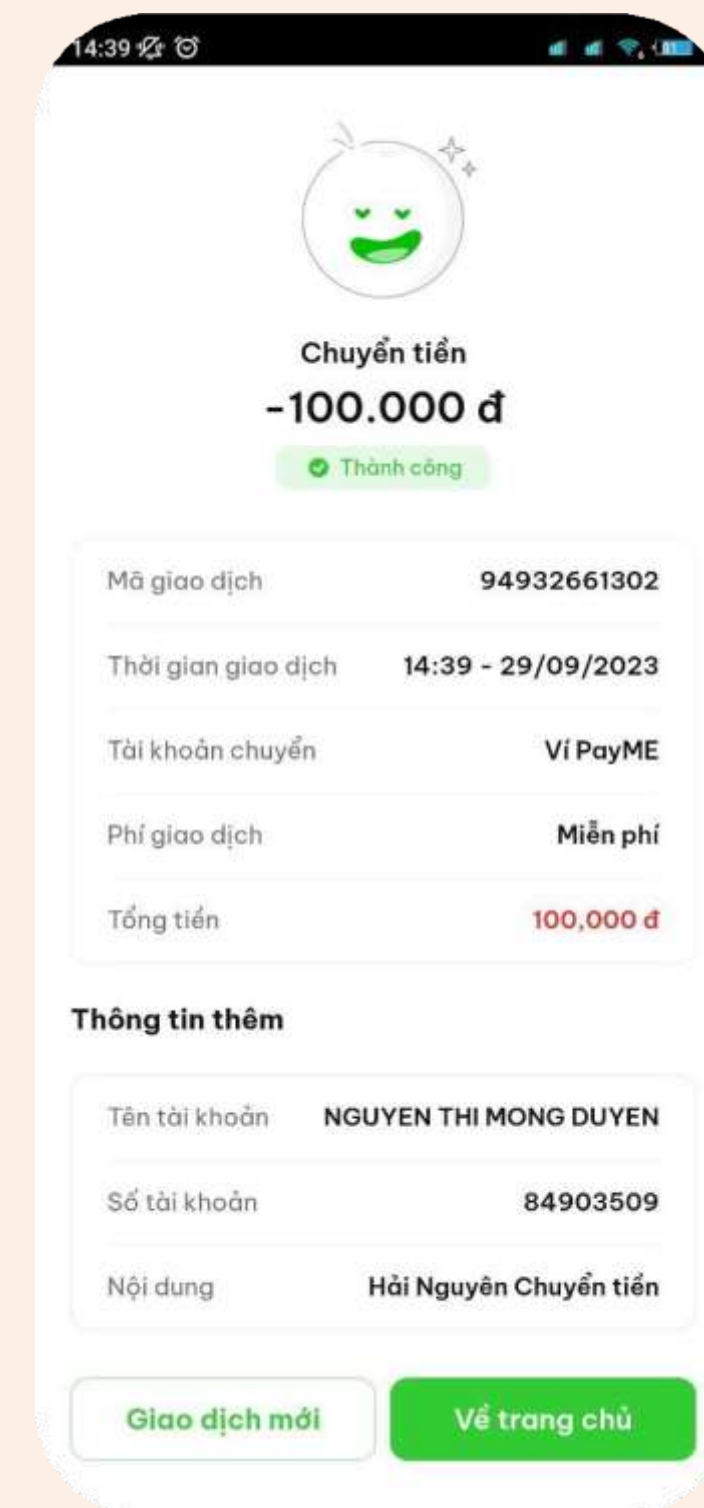 14:39
81
Chuyển tiền
-100.000 đ
Thành công
Mã giao dịch 94932661302
Thời gian giao dịch 14:39 - 29/09/2023
Tài khoản chuyển Ví PayME
Phí giao dịch Miễn phí
Tổng tiền 100,000 đ
Thông tin thêm
Tên tài khoản NGUYEN THI MONG DUYEN
Số tài khoản 84903509
Nội dung Hải Nguyên Chuyển tiền
Giao dịch mới Về trang chủ